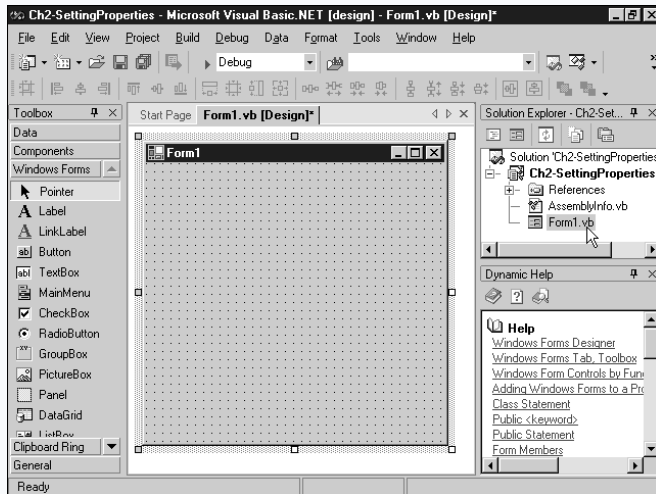 Ch2-SettingProperties - Microsoft Visual Basic.NET [design] - Form1.vb [Design]*
File Edit View Project Build Debug Data Format Tools Window Help
Debug
Toolbox
Data
Components
Windows Forms
Pointer
A Label
A LinkLabel
ab Button
abl TextBox
MainMenu
CheckBox
RadioButton
xv GroupBox
PictureBox
Panel
DataGrid
ListBox
Clipboard Ring
General
Start Page Form1.vb [Design]*
Form1
Solution Explorer - Ch2-Set...
Solution 'Ch2-SettingProperties
Ch2-SettingProperties
References
AssemblyInfo.vb
Form1.vb
Dynamic Help
Help
Windows Forms Designer
Windows Forms Tab, Toolbox
Windows Form Controls by Fun
Adding Windows Forms to a Pro
Class Statement
Public <keyword>
Public Statement
Form Members
Ready